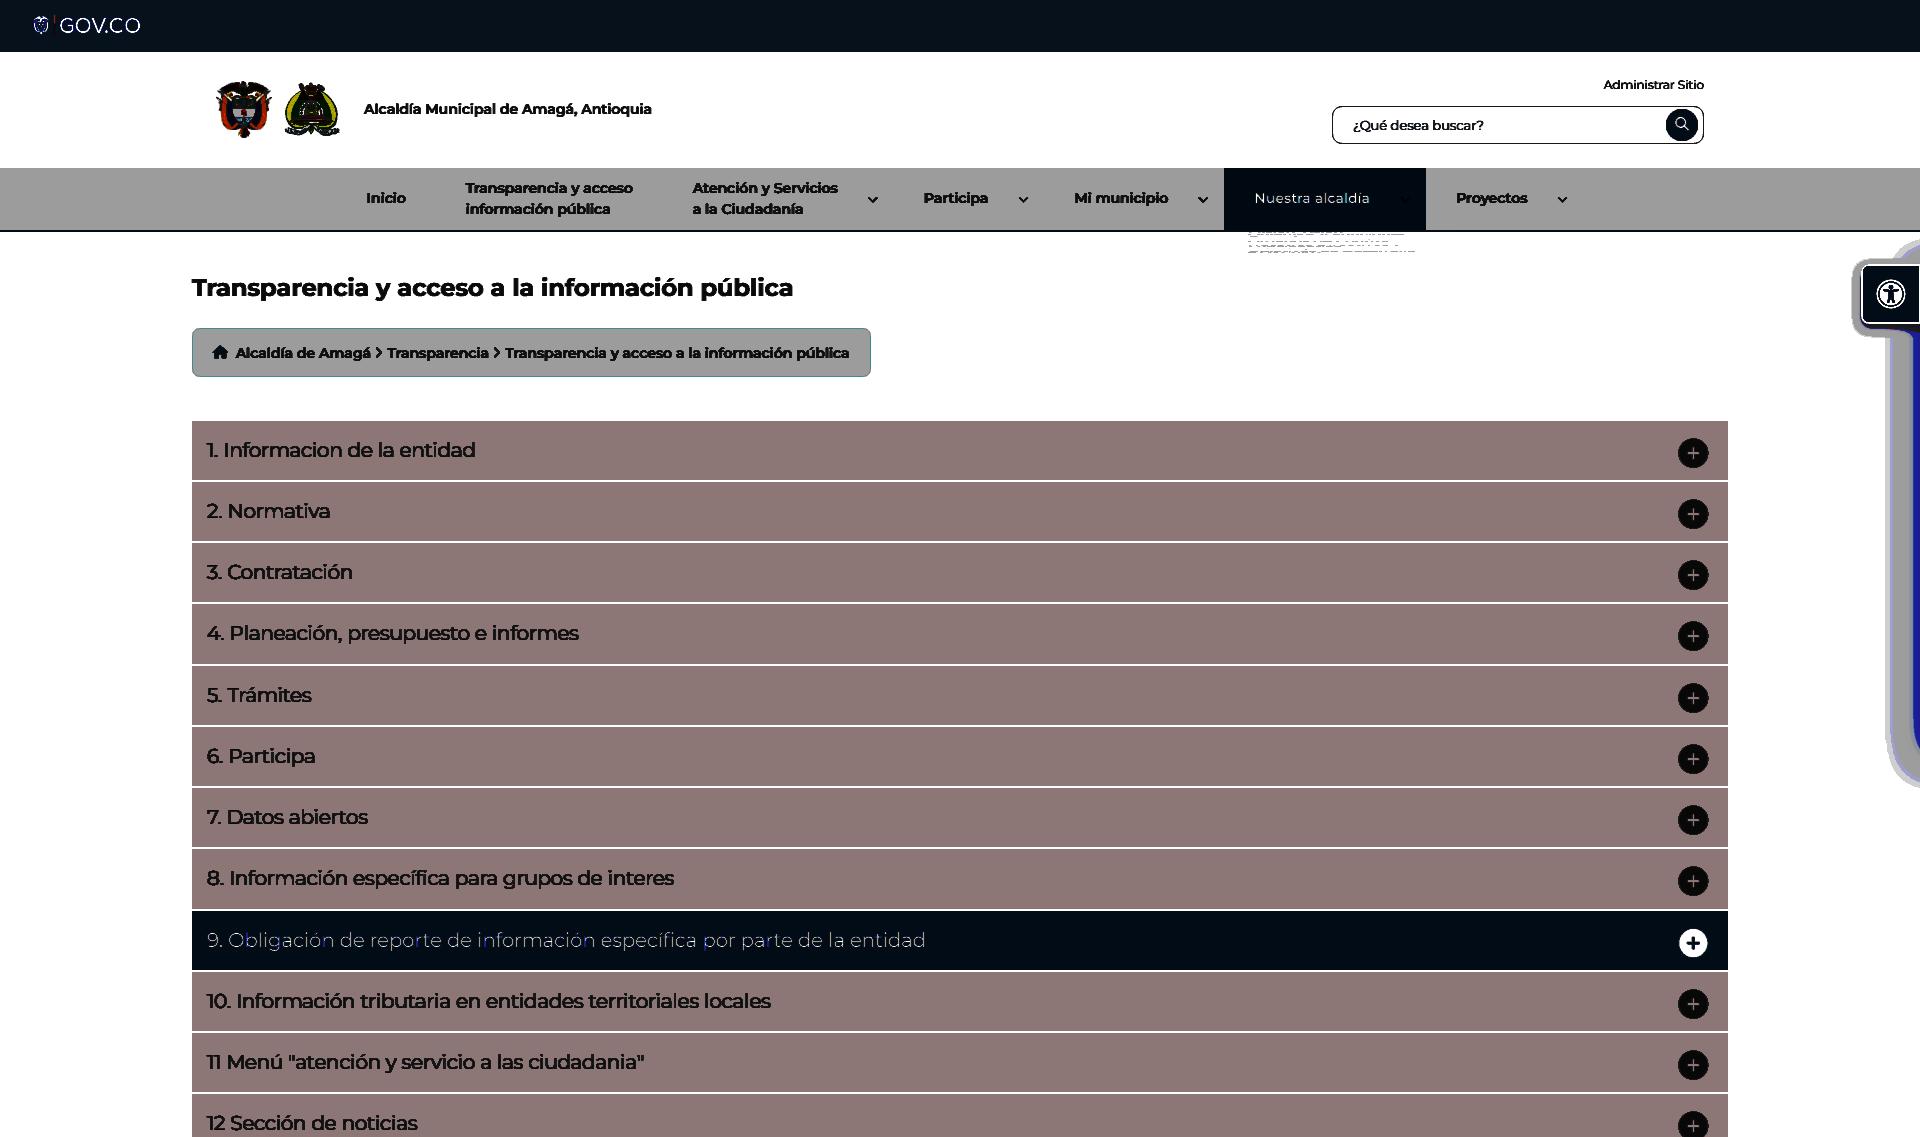 GOV.CO
Alcaldía Municipal de Amagá, Antioquia
Administrar Sitio
¿Qué desea buscar?
Inicio
Transparencia y acceso
información pública
Atención y Servicios
a la Ciudadanía
Participa
Mi municipio
Nuestra alcaldía
Proyectos
Transparencia y acceso a la información pública
Alcaldía de Amagá > Transparencia > Transparencia y acceso a la información pública
1. Informacion de la entidad
2. Normativa
3. Contratación
4. Planeación, presupuesto e informes
5. Trámites
6. Participa
7. Datos abiertos
8. Información específica para grupos de interes
9. Obligación de reporte de información específica por parte de la entidad
10. Información tributaria en entidades territoriales locales
11 Menú "atención y servicio a las ciudadania"
12 Sección de noticias